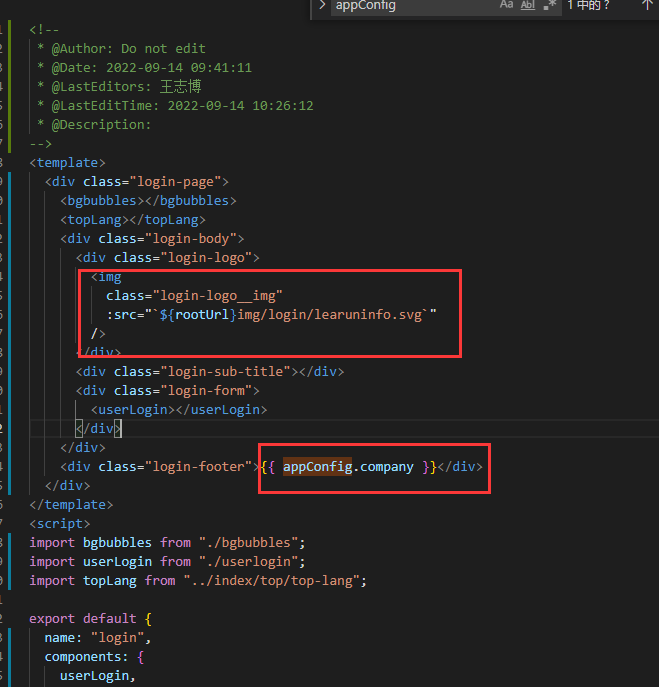 appConfig
Aa Abl .* 1 中的 ?
<!--
* @Author: Do not edit
* @Date: 2022-09-14 09:41:11
* @LastEditors: 王志博
* @LastEditTime: 2022-09-14 10:26:12
* @Description:
-->
<template>
<div class="login-page">
<bgbubbles></bgbubbles>
<topLang></topLang>
<div class="login-body">
<div class="login-logo">
<img
class="login-logo__img"
:src="`${rootUrl}img/login/learuninfo.svg`"
/>
</div>
<div class="login-sub-title"></div>
<div class="login-form">
<userLogin></userLogin>
</div>
</div>
<div class="login-footer">{{ appConfig.company }}</div>
</div>
</template>
<script>
import bgbubbles from "./bgbubbles";
import userLogin from "./userlogin";
import topLang from "../index/top/top-lang";
export default {
name: "login",
components: {
userLogin,